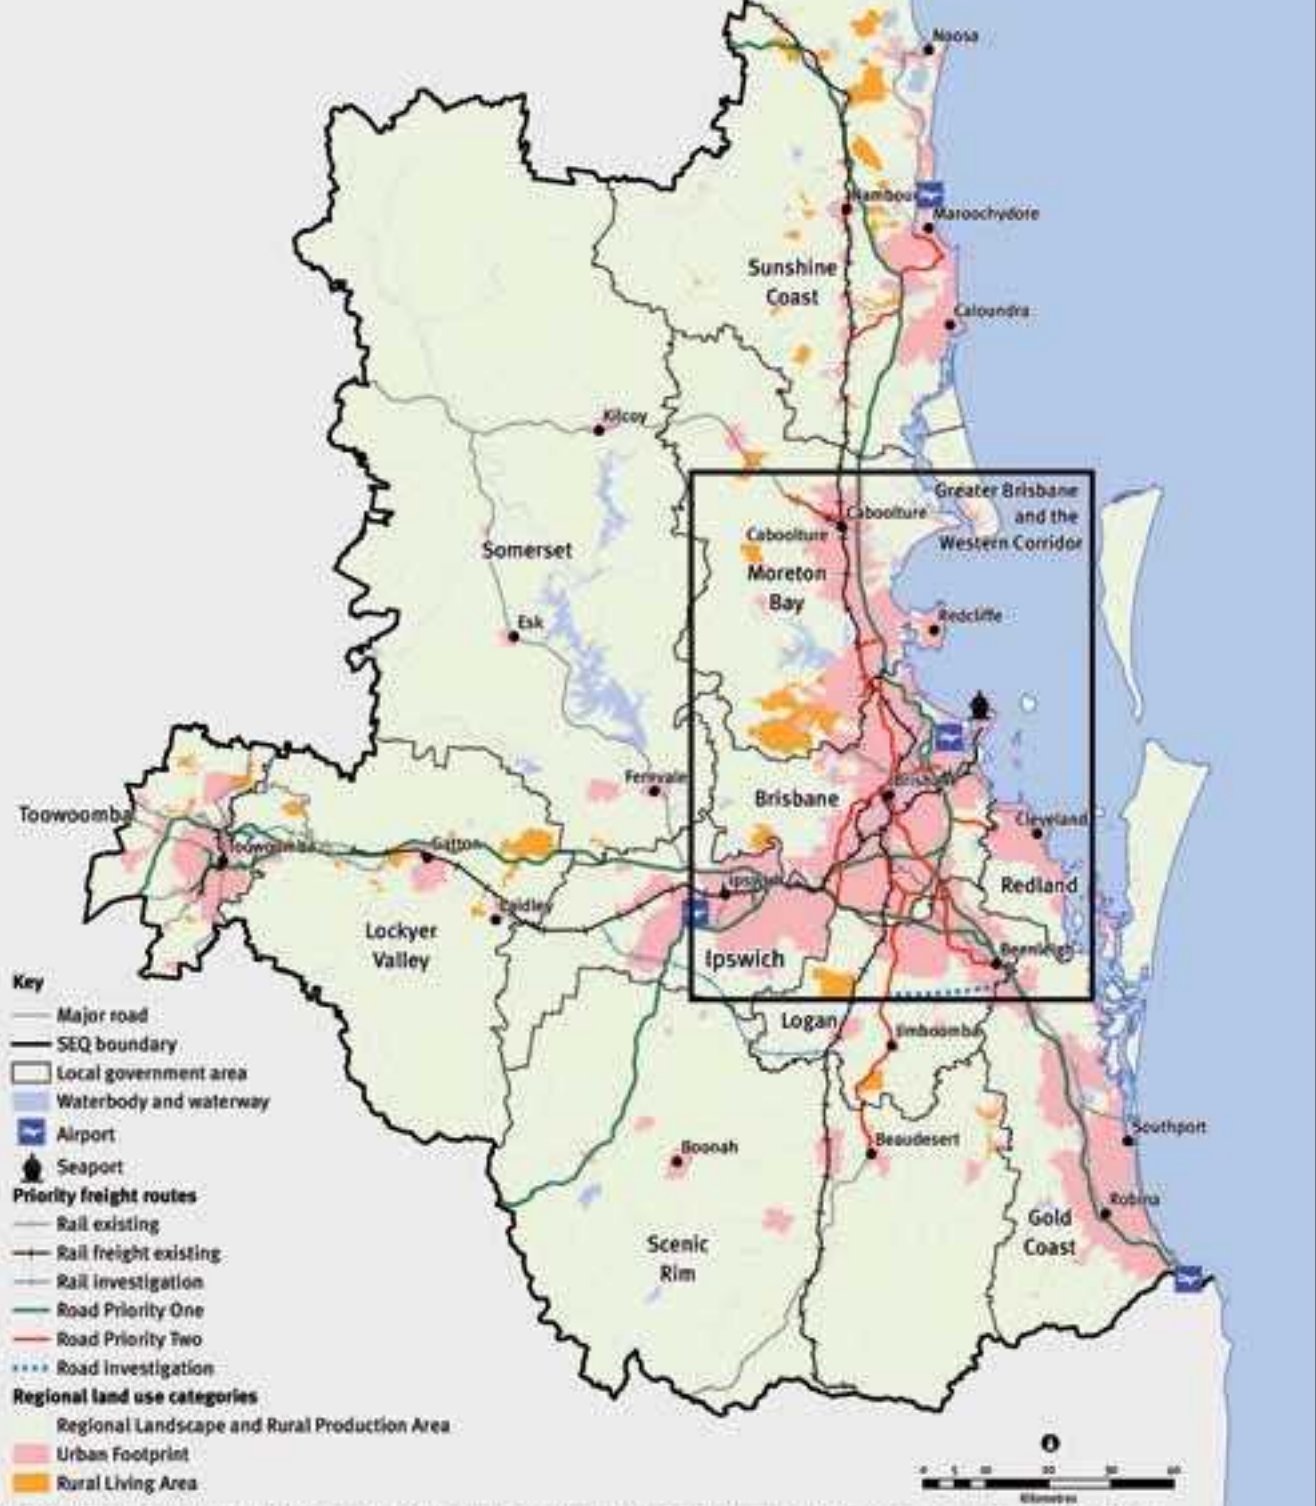 Noosa
Nambour
Maroochydore
Sunshine
Coast
Caloundra
Kilcoy
Greater Brisbane
and the
Western Corridor
Caboolture
Caboolture
Somerset
Moreton
Bay
Redcliffe
Esk
Fernvale
Brisbane
Brisbane
Toowoomba
Cleveland
Toowoomba
Gatton
Ipswich
Redland
Laidley
Lockyer
Valley
Ipswich
Beenleigh
Logan
Jimboomba
Boonah
Beaudesert
Southport
Robina
Gold
Coast
Scenic
Rim
Key
Major road
SEQ boundary
Local government area
Waterbody and waterway
Airport
Seaport
Priority freight routes
Rail existing
Rail freight existing
Rail investigation
Road Priority One
Road Priority Two
Road investigation
Regional land use categories
Regional Landscape and Rural Production Area
Urban Footprint
Rural Living Area
Kilometres